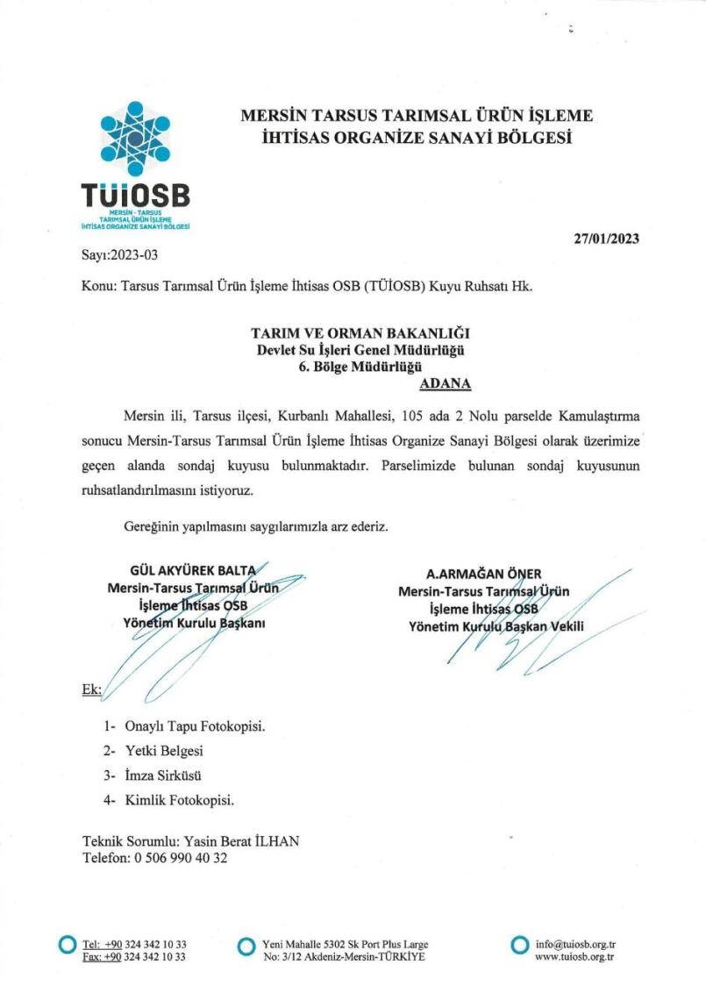 MERSİN TARSUS TARIMSAL ÜRÜN İŞLEME
İHTİSAS ORGANİZE SANAYİ BÖLGESİ
TÜİOSB
MERSİN - TARSUS
TARIMSAL ÜRÜN İŞLEME
İHTİSAS ORGANİZE SANAYİ BÖLGESİ
27/01/2023
Sayı:2023-03
Konu: Tarsus Tarımsal Ürün İşleme İhtisas OSB (TÜİOSB) Kuyu Ruhsatı Hk.
TARIM VE ORMAN BAKANLIĞI
Devlet Su İşleri Genel Müdürlüğü
6. Bölge Müdürlüğü
ADANA
Mersin ili, Tarsus ilçesi, Kurbanlı Mahallesi, 105 ada 2 Nolu parselde Kamulaştırma
sonucu Mersin-Tarsus Tarımsal Ürün İşleme İhtisas Organize Sanayi Bölgesi olarak üzerimize
geçen alanda sondaj kuyusu bulunmaktadır. Parselimizde bulunan sondaj kuyusunun
ruhsatlandırılmasını istiyoruz.
Gereğinin yapılmasını saygılarımızla arz ederiz.
GÜL AKYÜREK BALTA
Mersin-Tarsus Tarımsal Ürün
İşleme İhtisas OSB
Yönetim Kurulu Başkanı
A.ARMAĞAN ÖNER
Mersin-Tarsus Tarımsal Ürün
İşleme İhtisas OSB
Yönetim Kurulu Başkan Vekili
Ek:
1- Onaylı Tapu Fotokopisi.
2- Yetki Belgesi
3- İmza Sirküsü
4- Kimlik Fotokopisi.
Teknik Sorumlu: Yasin Berat İLHAN
Telefon: 0 506 990 40 32
Tel: +90 324 342 10 33
Fax: +90 324 342 10 33
Yeni Mahalle 5302 Sk Port Plus Large
No: 3/12 Akdeniz-Mersin-TÜRKİYE
info@tuiosb.org.tr
www.tuiosb.org.tr